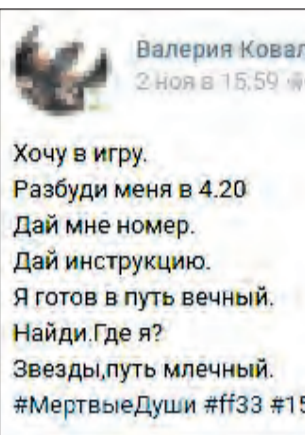 Валерия Ковал
2 ноя в 15:59
Хочу в игру.
Разбуди меня в 4.20
Дай мне номер.
Дай инструкцию.
Я готов в путь вечный.
Найди.Где я?
Звезды,путь млечный.
#МертвыеДуши #ff33 #15